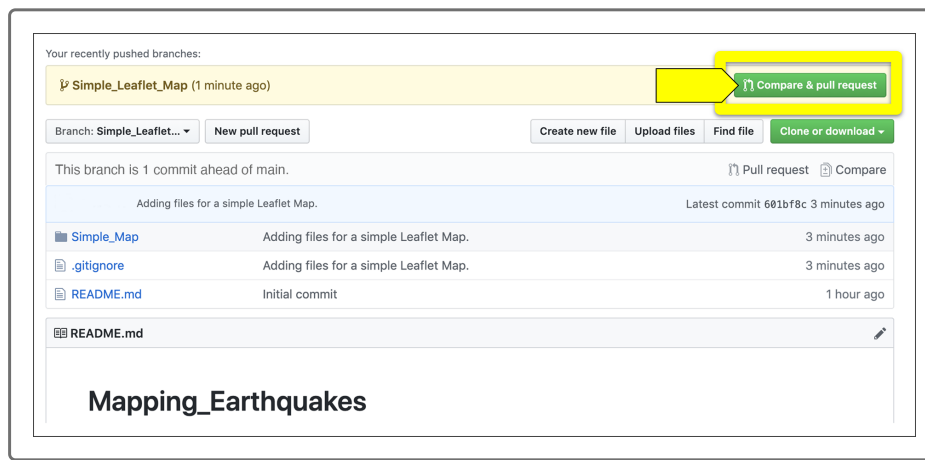 Your recently pushed branches:
Simple_Leaflet_Map (1 minute ago)
Compare & pull request
Branch: Simple_Leaflet... New pull request Create new file Upload files Find file Clone or download
This branch is 1 commit ahead of main. Pull request Compare
Adding files for a simple Leaflet Map. Latest commit 601bf8c 3 minutes ago
Simple_Map Adding files for a simple Leaflet Map. 3 minutes ago
.gitignore Adding files for a simple Leaflet Map. 3 minutes ago
README.md Initial commit 1 hour ago
README.md
Mapping_Earthquakes